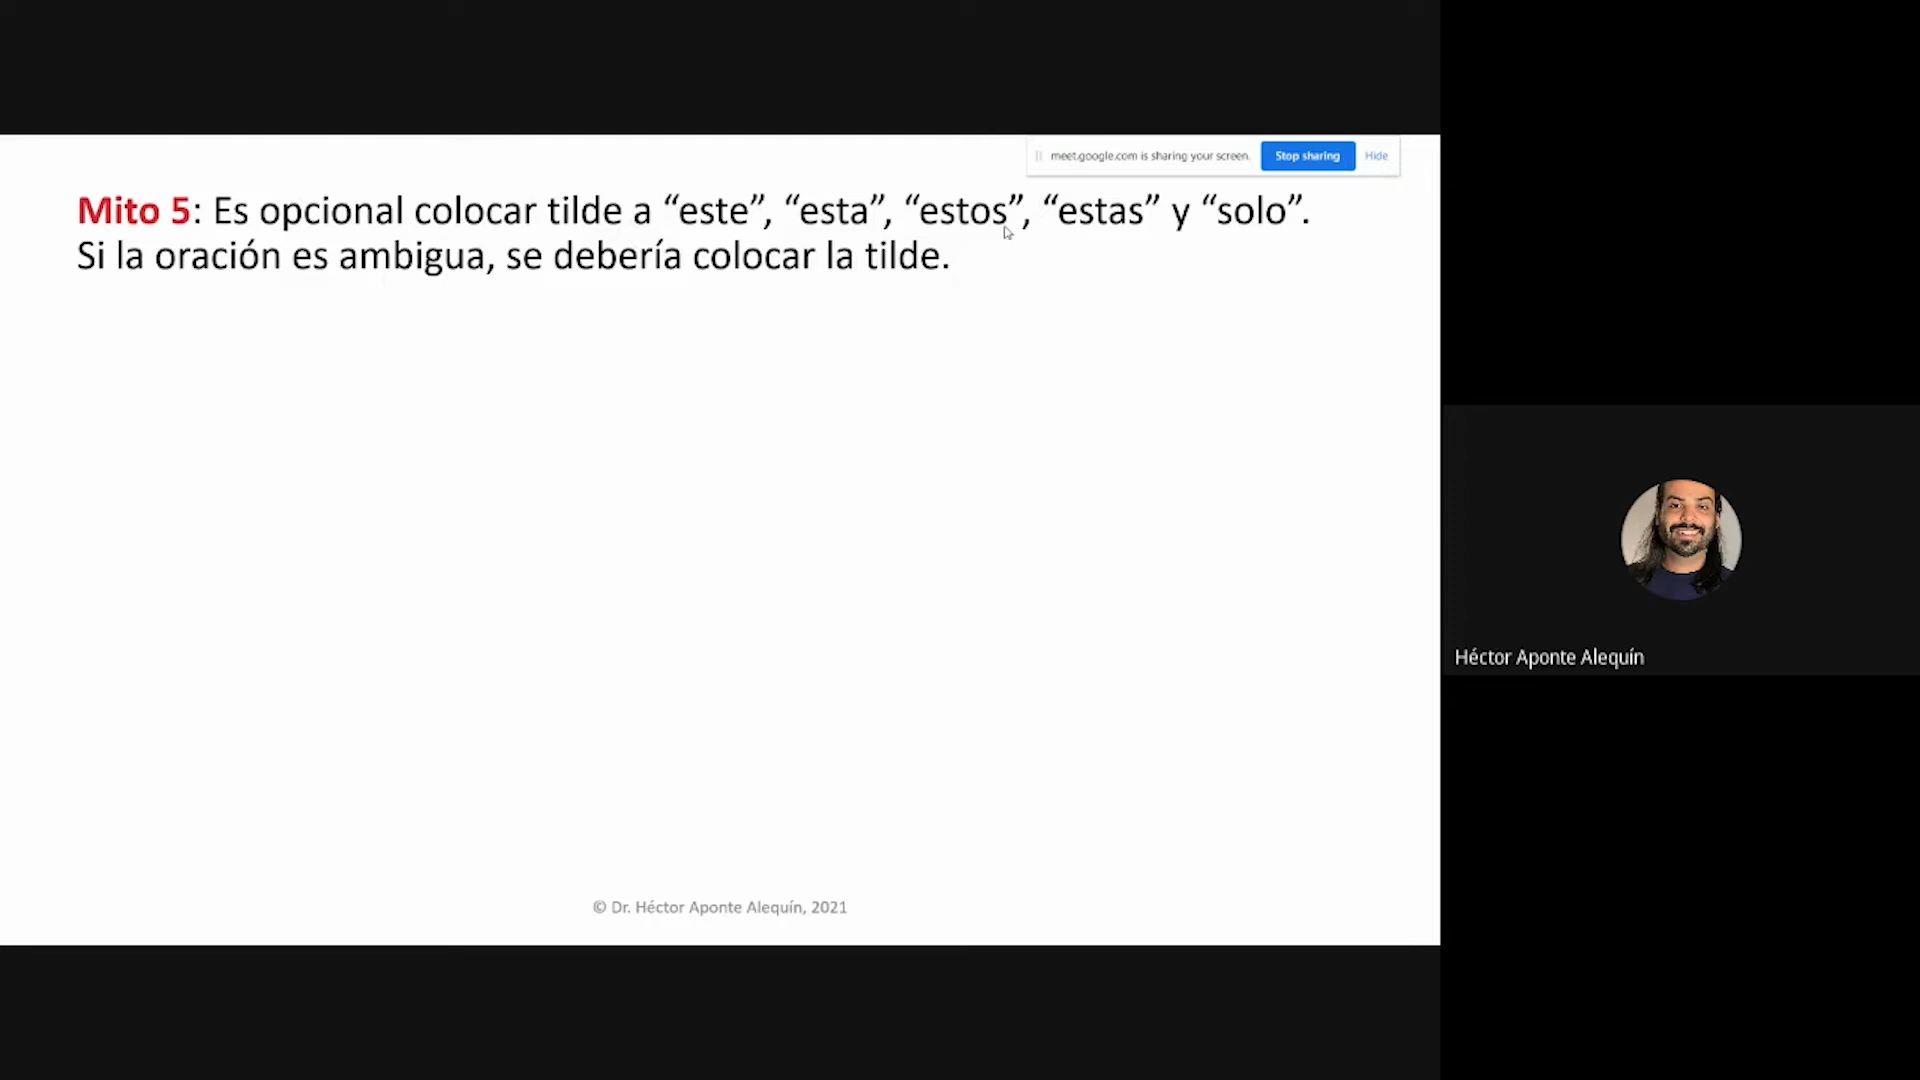 meet.google.com is sharing your screen. Stop sharing Hide
Mito 5: Es opcional colocar tilde a “este”, “esta”, “estos”, “estas” y “solo”.
Si la oración es ambigua, se debería colocar la tilde.
Héctor Aponte Alequín
© Dr. Héctor Aponte Alequín, 2021